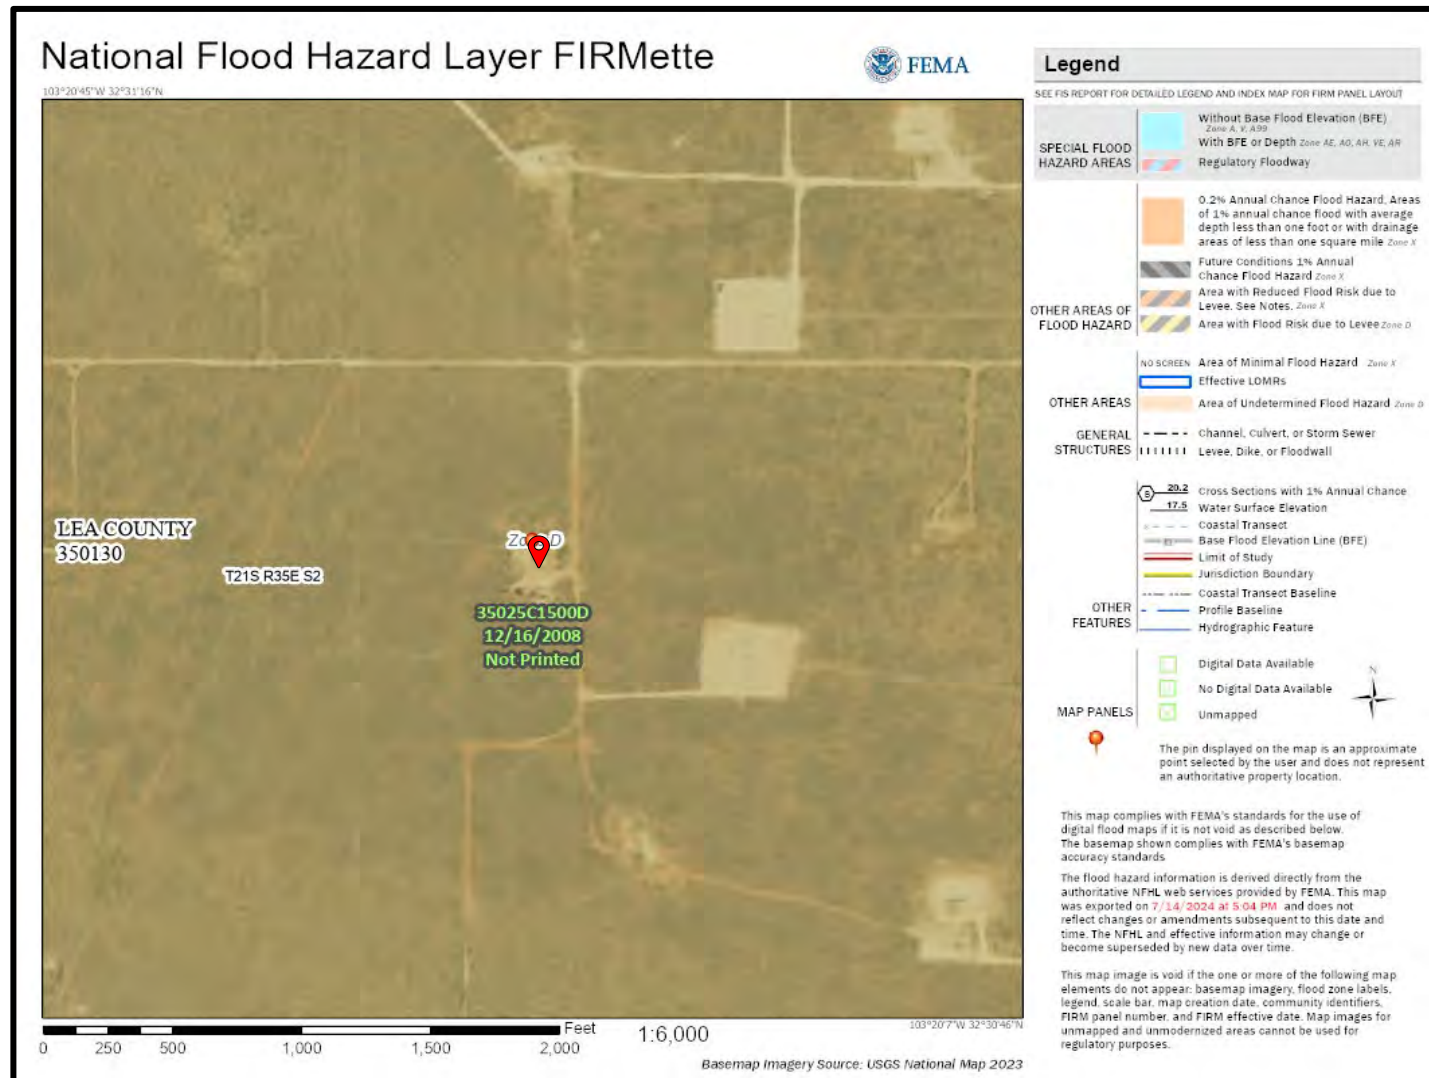 National Flood Hazard Layer FIRMette
FEMA
103°20'45"W 32°31'16"N
LEA COUNTY
350130
T21S R35E S2
Zone D
35025C1500D
12/16/2008
Not Printed
Feet
0 250 500 1,000 1,500 2,000
1:6,000
103°20'7"W 32°30'46"N
Basemap Imagery Source: USGS National Map 2023
Legend
SEE FIS REPORT FOR DETAILED LEGEND AND INDEX MAP FOR FIRM PANEL LAYOUT
SPECIAL FLOOD
HAZARD AREAS
Without Base Flood Elevation (BFE)
Zone A, V, A99
With BFE or Depth Zone AE, AO, AH, VE, AR
Regulatory Floodway
OTHER AREAS OF
FLOOD HAZARD
0.2% Annual Chance Flood Hazard, Areas
of 1% annual chance flood with average
depth less than one foot or with drainage
areas of less than one square mile Zone X
Future Conditions 1% Annual
Chance Flood Hazard Zone X
Area with Reduced Flood Risk due to
Levee. See Notes. Zone X
Area with Flood Risk due to Levee Zone D
OTHER AREAS
NO SCREEN Area of Minimal Flood Hazard Zone X
Effective LOMRs
Area of Undetermined Flood Hazard Zone D
GENERAL
STRUCTURES
Channel, Culvert, or Storm Sewer
Levee, Dike, or Floodwall
OTHER
FEATURES
20.2 Cross Sections with 1% Annual Chance
17.5 Water Surface Elevation
Coastal Transect
Base Flood Elevation Line (BFE)
Limit of Study
Jurisdiction Boundary
Coastal Transect Baseline
Profile Baseline
Hydrographic Feature
MAP PANELS
Digital Data Available
No Digital Data Available
Unmapped
N
The pin displayed on the map is an approximate
point selected by the user and does not represent
an authoritative property location.
This map complies with FEMA's standards for the use of
digital flood maps if it is not void as described below.
The basemap shown complies with FEMA's basemap
accuracy standards
The flood hazard information is derived directly from the
authoritative NFHL web services provided by FEMA. This map
was exported on 7/14/2024 at 5:04 PM and does not
reflect changes or amendments subsequent to this date and
time. The NFHL and effective information may change or
become superseded by new data over time.
This map image is void if the one or more of the following map
elements do not appear: basemap imagery, flood zone labels,
legend, scale bar, map creation date, community identifiers,
FIRM panel number, and FIRM effective date. Map images for
unmapped and unmodernized areas cannot be used for
regulatory purposes.